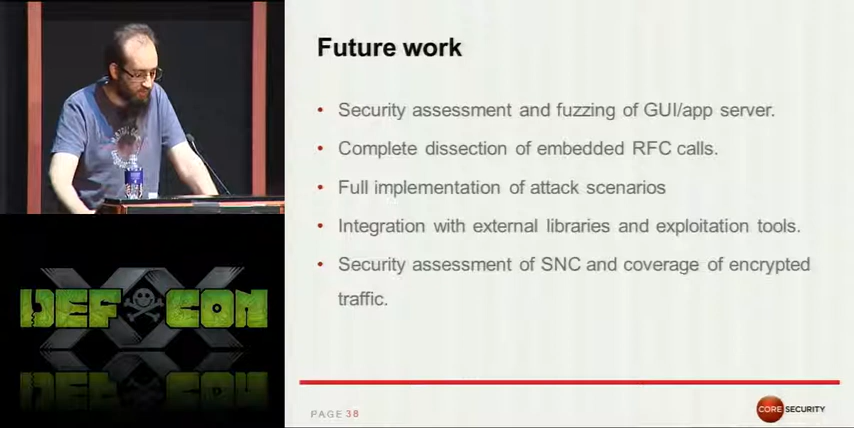 Future work
• Security assessment and fuzzing of GUI/app server.
• Complete dissection of embedded RFC calls.
• Full implementation of attack scenarios
• Integration with external libraries and exploitation tools.
• Security assessment of SNC and coverage of encrypted
traffic.
PAGE 38
CORE SECURITY
XX
DEF CON